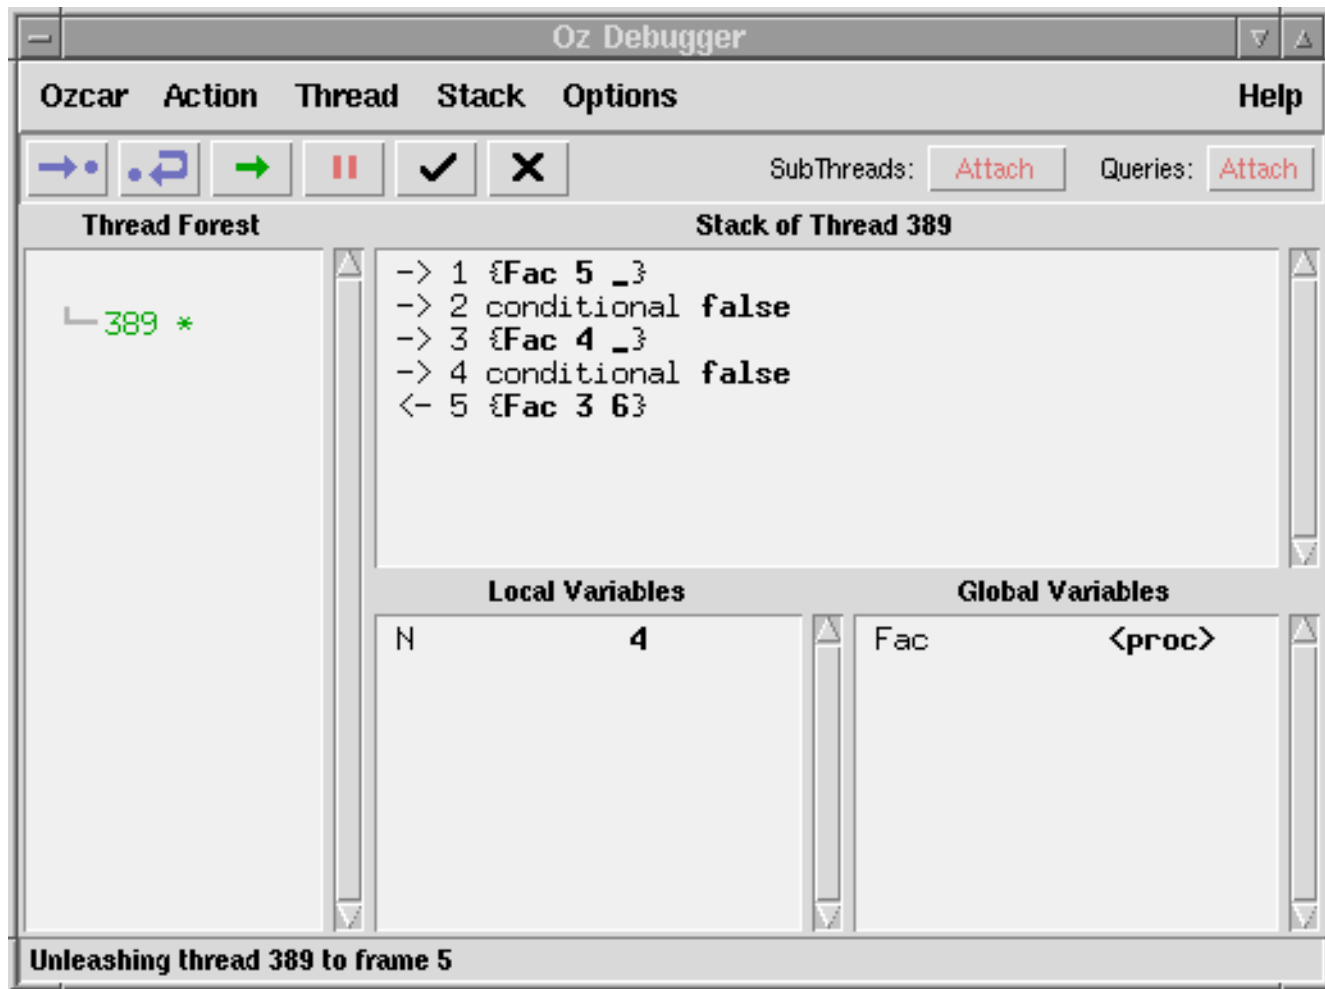 Oz Debugger
Ozcar Action Thread Stack Options Help
SubThreads: Attach Queries: Attach
Thread Forest
Stack of Thread 389
389 *
-> 1 {Fac 5 _}
-> 2 conditional false
-> 3 {Fac 4 _}
-> 4 conditional false
<- 5 {Fac 3 6}
Local Variables
Global Variables
N 4
Fac <proc>
Unleashing thread 389 to frame 5